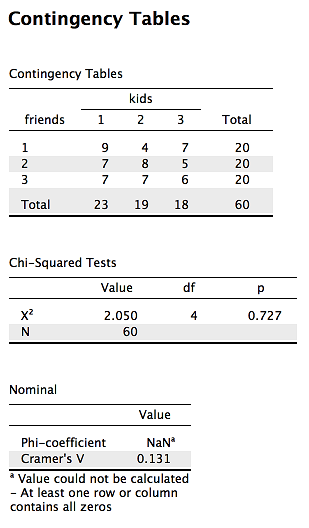 Contingency Tables
Contingency Tables
kids
friends 1 2 3 Total
1 9 4 7 20
2 7 8 5 20
3 7 7 6 20
Total 23 19 18 60
Chi-Squared Tests
Value df p
X² 2.050 4 0.727
N 60
Nominal
Value
Phi-coefficient NaNᵃ
Cramer's V 0.131
ᵃ Value could not be calculated
- At least one row or column
contains all zeros